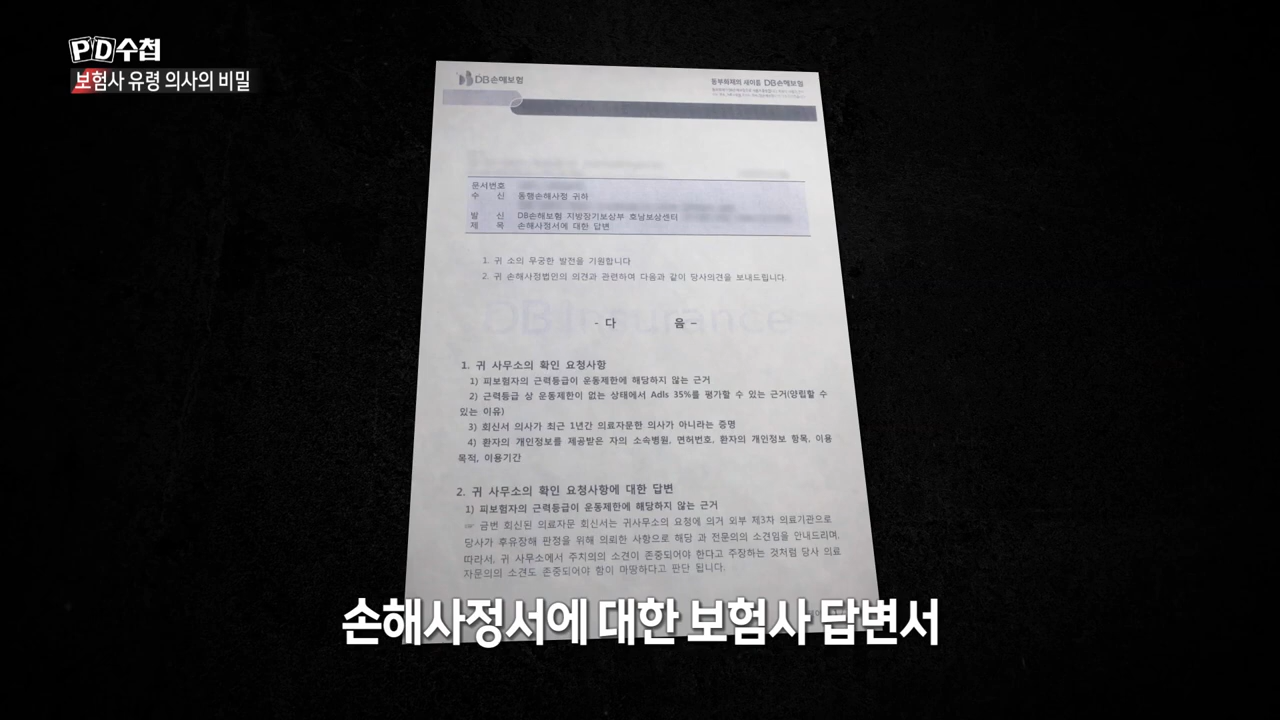 PD수첩
보험사 유령 의사의 비밀
DB손해보험
동부화재의 새이름 DB손해보험
문서번호
수 신 동행손해사정 귀하
발 신 DB손해보험 지방장기보상부 호남보상센터
제 목 손해사정서에 대한 답변
1. 귀 소의 무궁한 발전을 기원합니다
2. 귀 손해사정법인의 의견과 관련하여 다음과 같이 당사의견을 보내드립니다
DB Insurance
- 다 음 -
1. 귀 사무소의 확인 요청사항
1) 피보험자의 근력등급이 운동제한에 해당하지 않는 근거
2) 근력등급 상 운동제한이 없는 상태에서 Adls 35%를 평가할 수 있는 근거(양립할 수
있는 이유)
3) 회신서 의사가 최근 1년간 의료자문한 의사가 아니라는 증명
4) 환자의 개인정보를 제공받은 자의 소속병원, 면허번호, 환자의 개인정보 항목, 이용
목적, 이용기간
2. 귀 사무소의 확인 요청사항에 대한 답변
1) 피보험자의 근력등급이 운동제한에 해당하지 않는 근거
☞ 금번 회신된 의료자문 회신서는 귀사무소의 요청에 의거 외부 제3차 의료기관으로
당사가 후유장해 판정을 위해 의뢰한 사항으로 해당 과 전문의의 소견임을 안내드리며,
따라서, 귀 사무소에서 주치의의 소견이 존중되어야 한다고 주장하는 것처럼 당사 의료
자문의의 소견도 존중되어야 함이 마땅하다고 판단 됩니다.
손해사정서에 대한 보험사 답변서